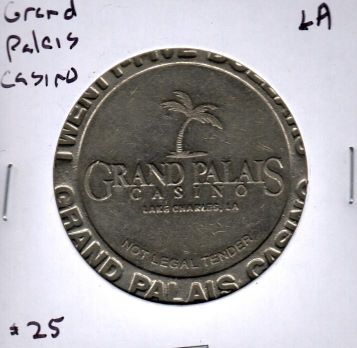 Grand
Palais
Casino
LA
TWENTY-FIVE DOLLARS
GRAND PALAIS
CASINO
LAKE CHARLES, LA
NOT LEGAL TENDER
GRAND PALAIS CASINO
$25